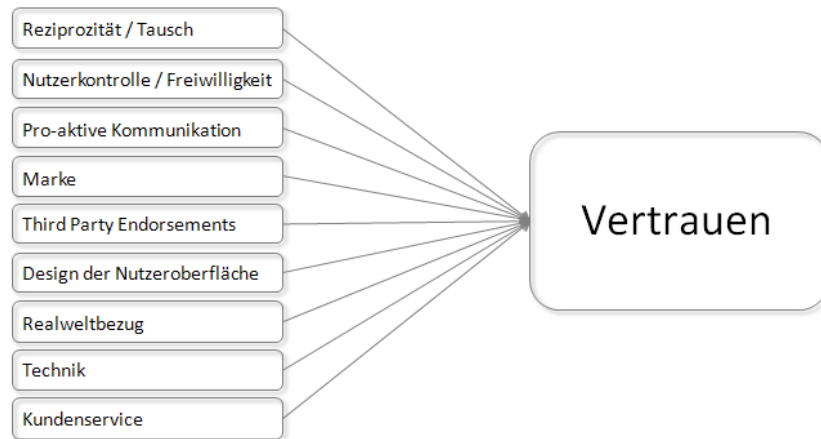 Reziprozität / Tausch
Nutzerkontrolle / Freiwilligkeit
Pro-aktive Kommunikation
Marke
Third Party Endorsements
Design der Nutzeroberfläche
Realweltbezug
Technik
Kundenservice
Vertrauen